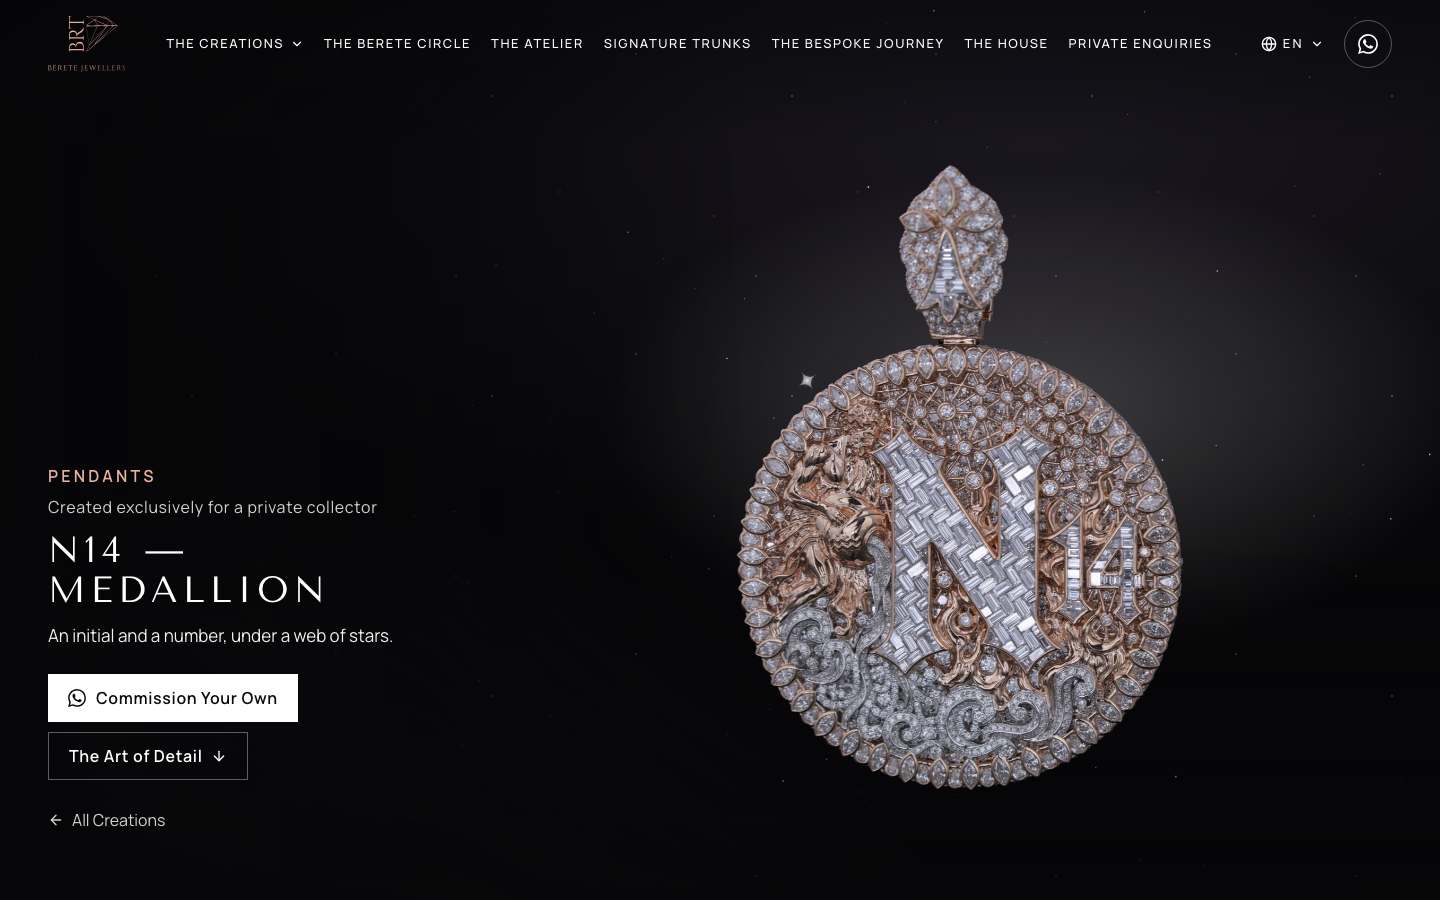 BRT
BERETE JEWELLERS
THE CREATIONS
THE BERETE CIRCLE
THE ATELIER
SIGNATURE TRUNKS
THE BESPOKE JOURNEY
THE HOUSE
PRIVATE ENQUIRIES
EN
PENDANTS
Created exclusively for a private collector
N14 —
MEDALLION
An initial and a number, under a web of stars.
Commission Your Own
The Art of Detail
All Creations
N
14